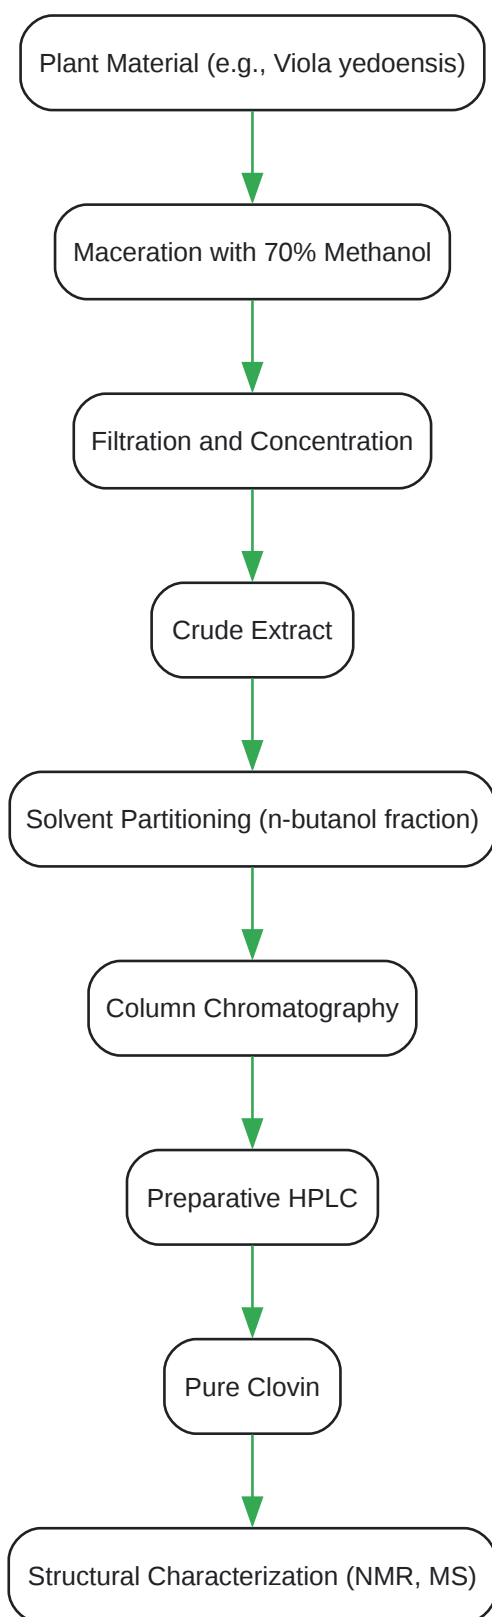 Plant Material (e.g., Viola yedoensis)
Maceration with 70% Methanol
Filtration and Concentration
Crude Extract
Solvent Partitioning (n-butanol fraction)
Column Chromatography
Preparative HPLC
Pure Clovin
Structural Characterization (NMR, MS)